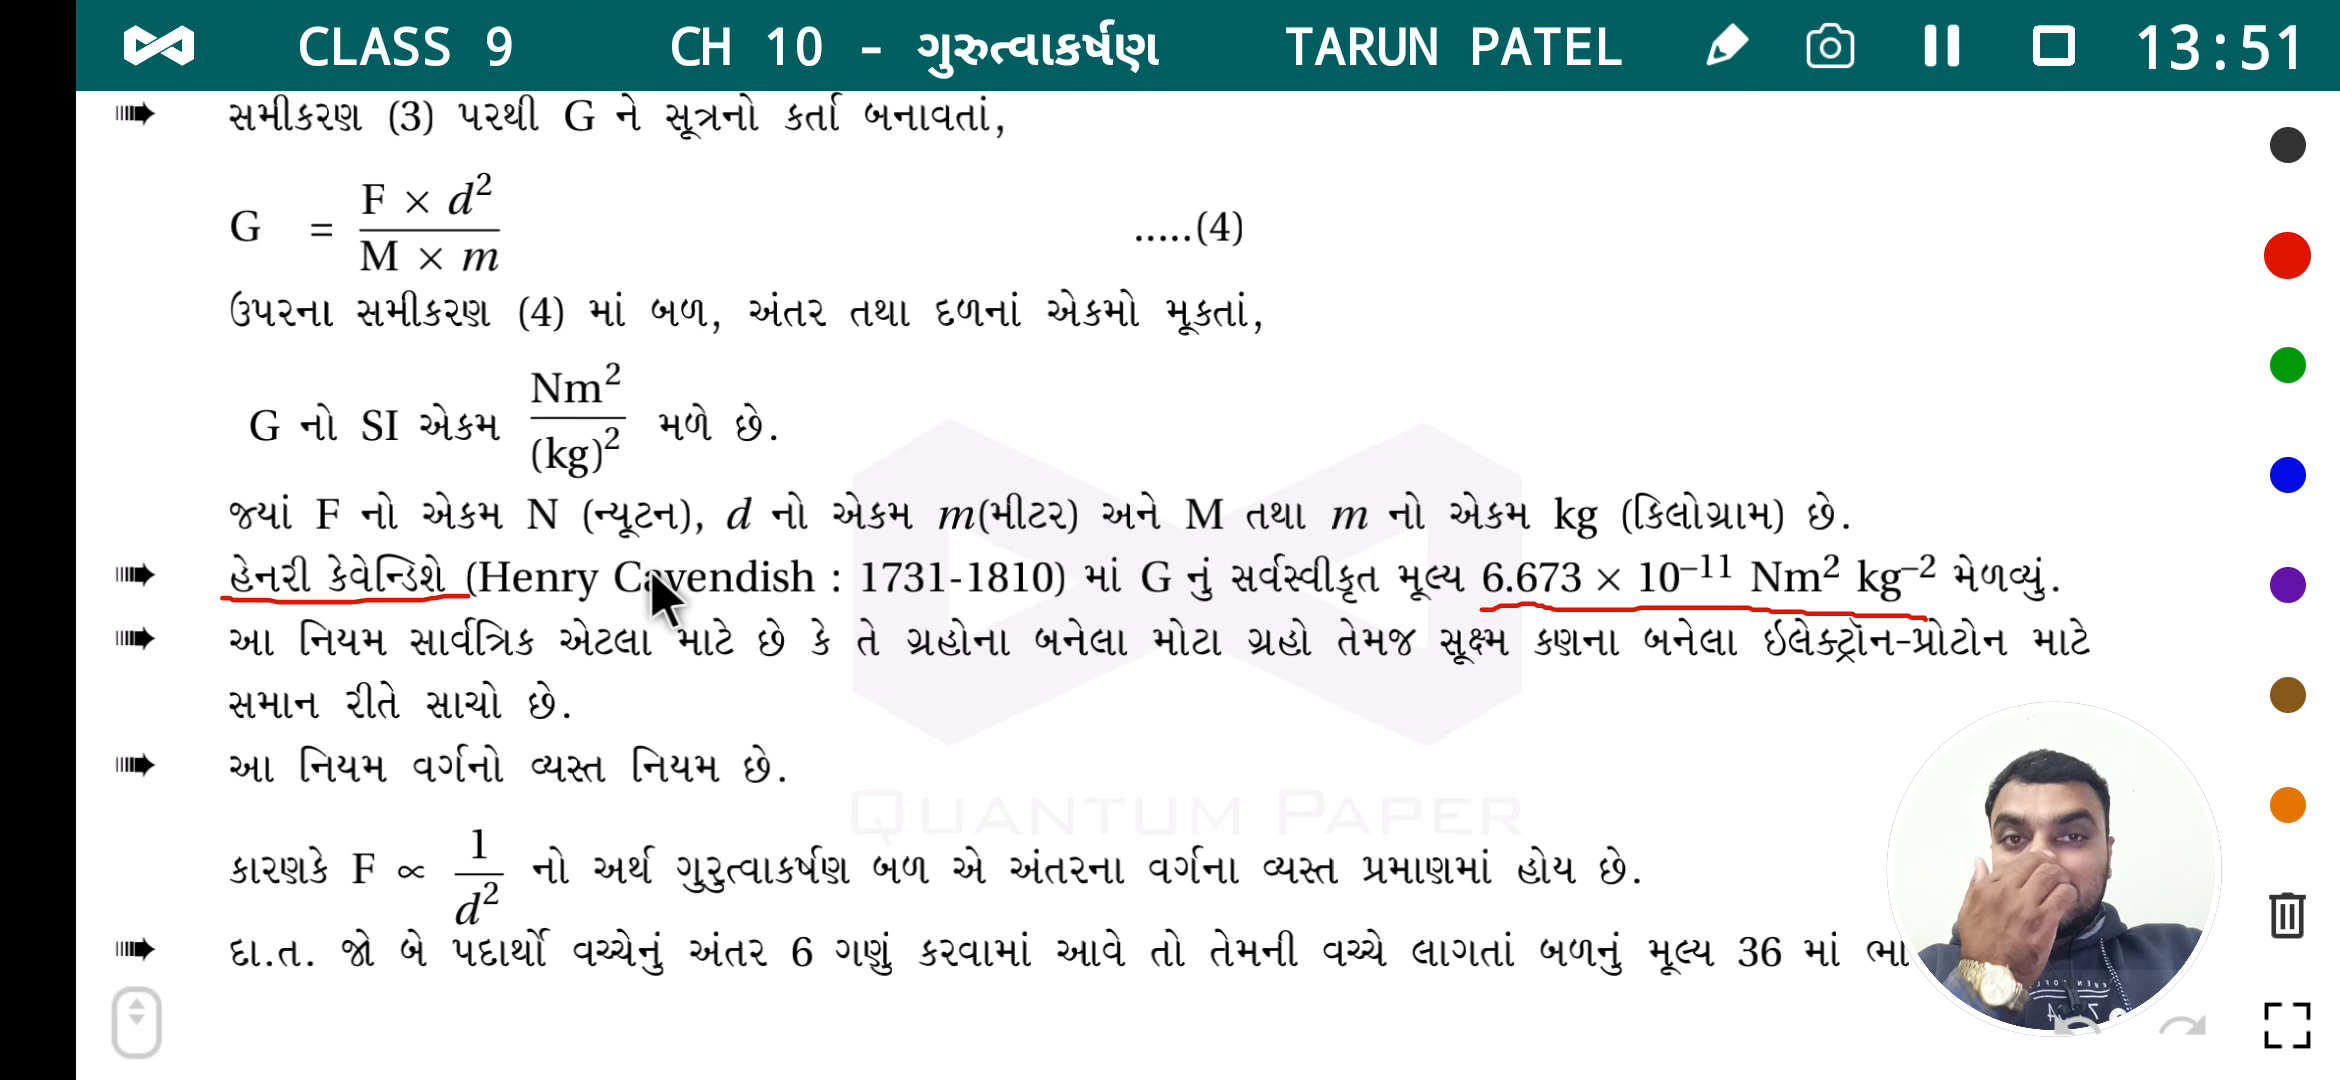 CLASS 9 CH 10 - ગુરુત્વાકર્ષણ TARUN PATEL 13:51
સમીકરણ (3) પરથી G ને સૂત્રનો કર્તા બનાવતાં,
G = F × d² / M × m .....(4)
ઉપરના સમીકરણ (4) માં બળ, અંતર તથા દળનાં એકમો મૂકતાં,
G નો SI એકમ Nm² / (kg)² મળે છે.
જ્યાં F નો એકમ N (ન્યૂટન), d નો એકમ m(મીટર) અને M તથા m નો એકમ kg (કિલોગ્રામ) છે.
હેનરી કેવેન્ડિશે (Henry Cavendish : 1731-1810) માં G નું સર્વસ્વીકૃત મૂલ્ય 6.673 × 10⁻¹¹ Nm² kg⁻² મેળવ્યું.
આ નિયમ સાર્વત્રિક એટલા માટે છે કે તે ગ્રહોના બનેલા મોટા ગ્રહો તેમજ સૂક્ષ્મ કણના બનેલા ઇલેક્ટ્રૉન-પ્રોટોન માટે
સમાન રીતે સાચો છે.
આ નિયમ વર્ગનો વ્યસ્ત નિયમ છે.
કારણકે F ∝ 1 / d² નો અર્થ ગુરુત્વાકર્ષણ બળ એ અંતરના વર્ગના વ્યસ્ત પ્રમાણમાં હોય છે.
દા.ત. જો બે પદાર્થો વચ્ચેનું અંતર 6 ગણું કરવામાં આવે તો તેમની વચ્ચે લાગતાં બળનું મૂલ્ય 36 માં ભા
QUANTUM PAPER